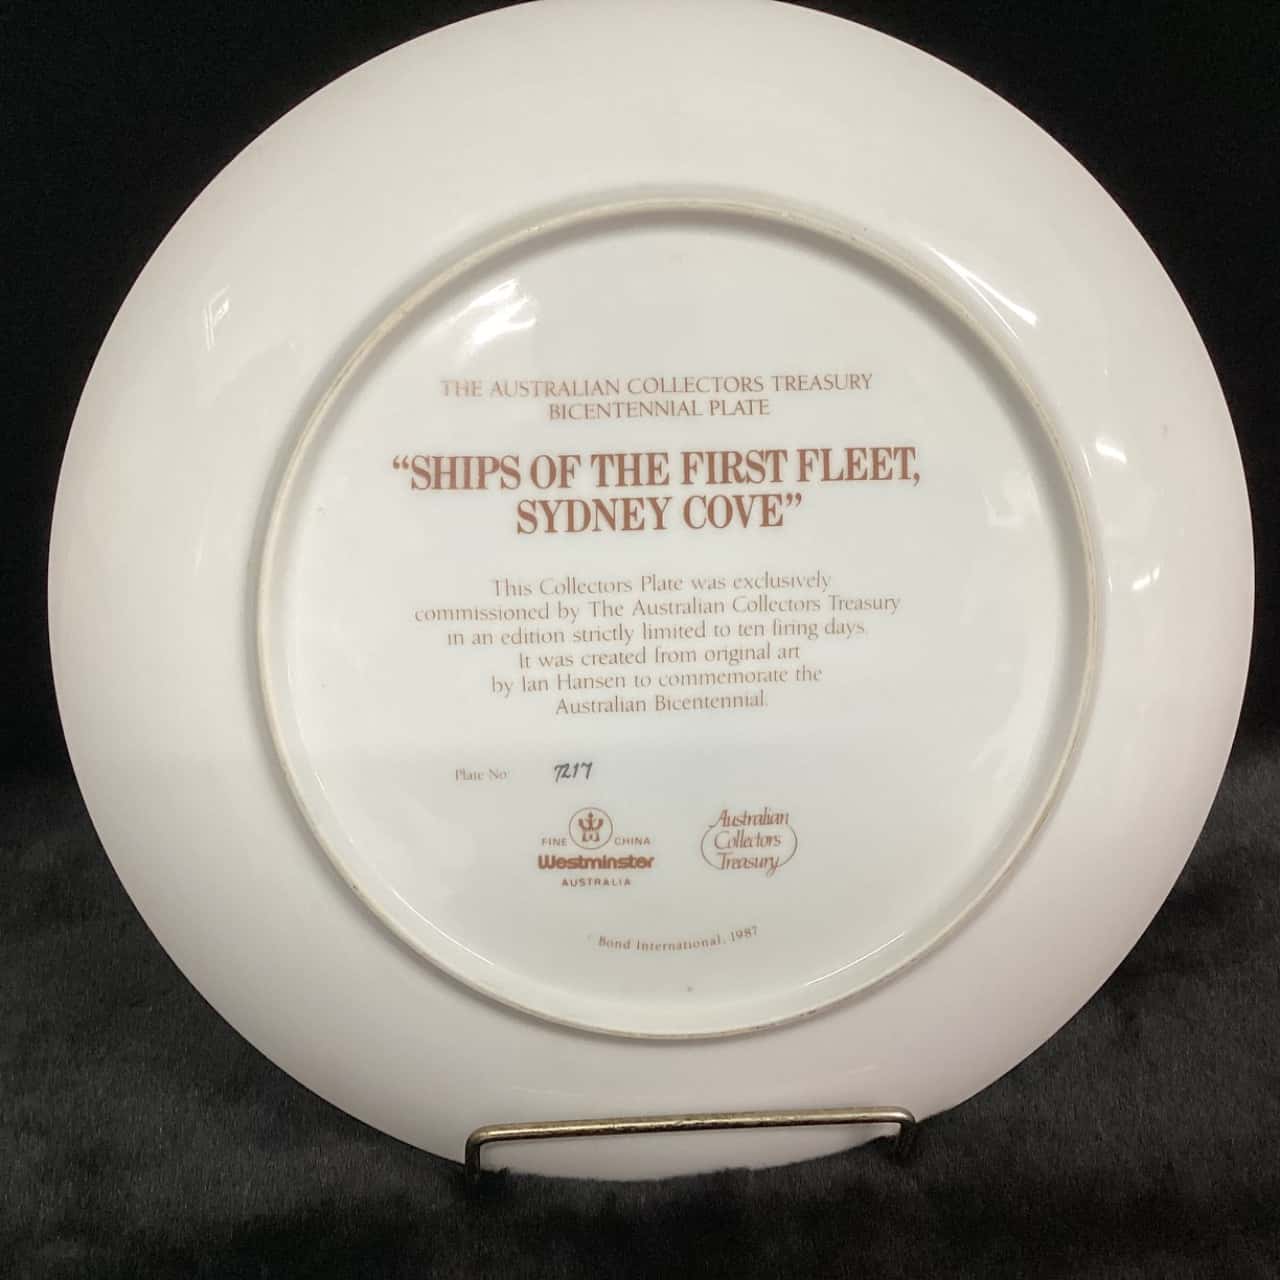 THE AUSTRALIAN COLLECTORS TREASURY
BICENTENNIAL PLATE
“SHIPS OF THE FIRST FLEET,
SYDNEY COVE”
This Collectors Plate was exclusively
commissioned by The Australian Collectors Treasury
in an edition strictly limited to ten firing days.
It was created from original art
by Ian Hansen to commemorate the
Australian Bicentennial.
Plate No 7217
FINE CHINA
Westminster
AUSTRALIA
Australian
Collectors
Treasury
© Bond International, 1987